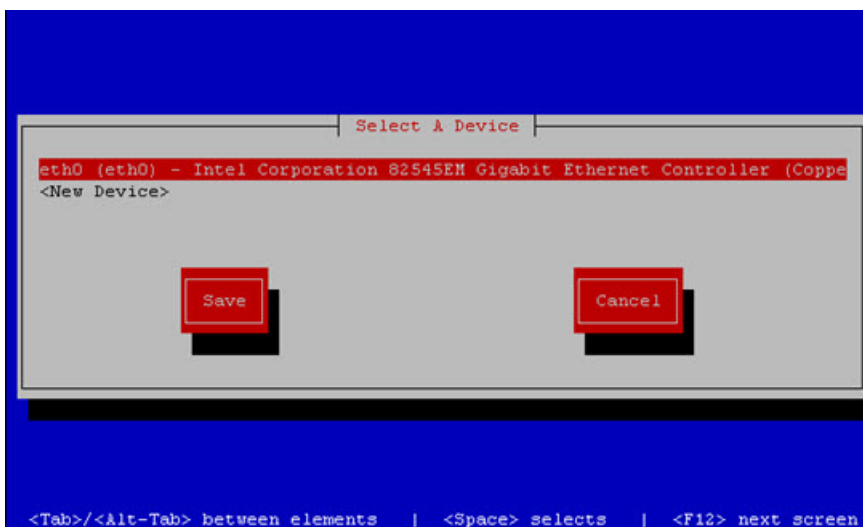 Select A Device
eth0 (eth0) - Intel Corporation 82545EM Gigabit Ethernet Controller (Coppe
<New Device>
Save
Cancel
<Tab>/<Alt-Tab> between elements | <Space> selects | <F12> next screen